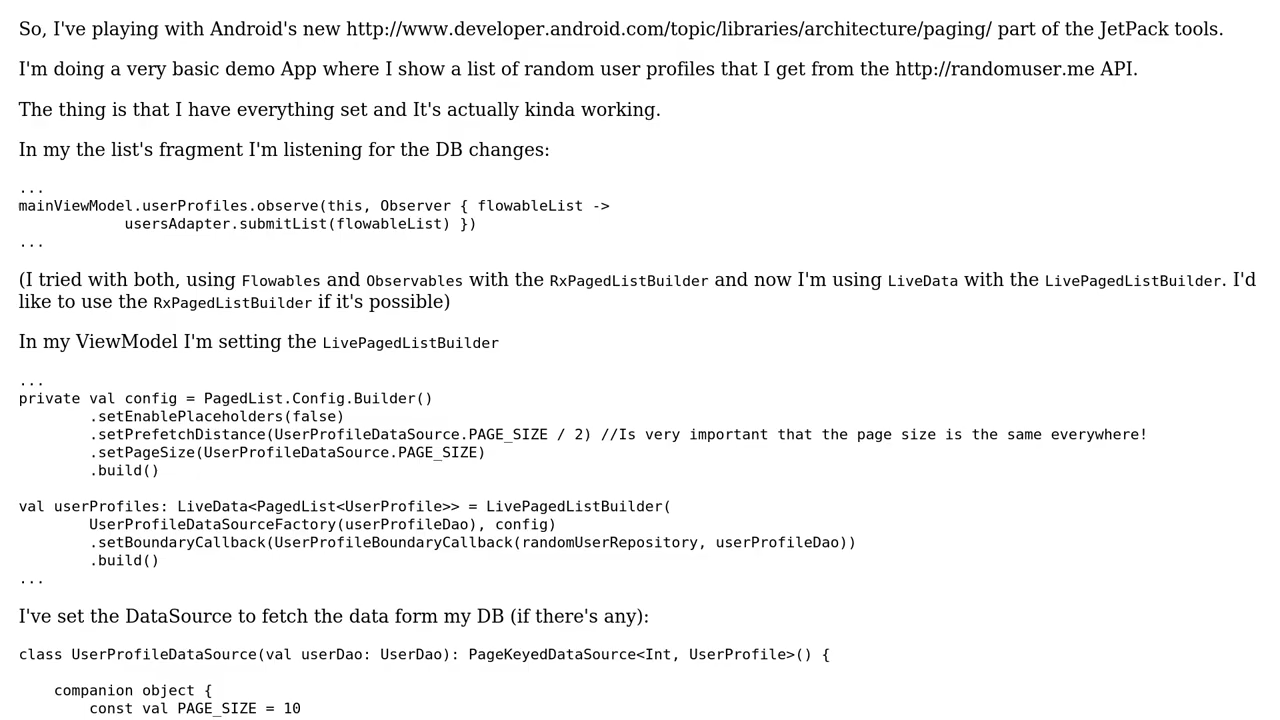 So, I've playing with Android's new http://www.developer.android.com/topic/libraries/architecture/paging/ part of the JetPack tools.
I'm doing a very basic demo App where I show a list of random user profiles that I get from the http://randomuser.me API.
The thing is that I have everything set and It's actually kinda working.
In my the list's fragment I'm listening for the DB changes:
...
mainViewModel.userProfiles.observe(this, Observer { flowableList ->
            usersAdapter.submitList(flowableList) })
...
(I tried with both, using Flowables and Observables with the RxPagedListBuilder and now I'm using LiveData with the LivePagedListBuilder. I'd
like to use the RxPagedListBuilder if it's possible)
In my ViewModel I'm setting the LivePagedListBuilder
...
private val config = PagedList.Config.Builder()
        .setEnablePlaceholders(false)
        .setPrefetchDistance(UserProfileDataSource.PAGE_SIZE / 2) //Is very important that the page size is the same everywhere!
        .setPageSize(UserProfileDataSource.PAGE_SIZE)
        .build()
val userProfiles: LiveData<PagedList<UserProfile>> = LivePagedListBuilder(
        UserProfileDataSourceFactory(userProfileDao), config)
        .setBoundaryCallback(UserProfileBoundaryCallback(randomUserRepository, userProfileDao))
        .build()
...
I've set the DataSource to fetch the data form my DB (if there's any):
class UserProfileDataSource(val userDao: UserDao): PageKeyedDataSource<Int, UserProfile>() {
    companion object {
        const val PAGE_SIZE = 10